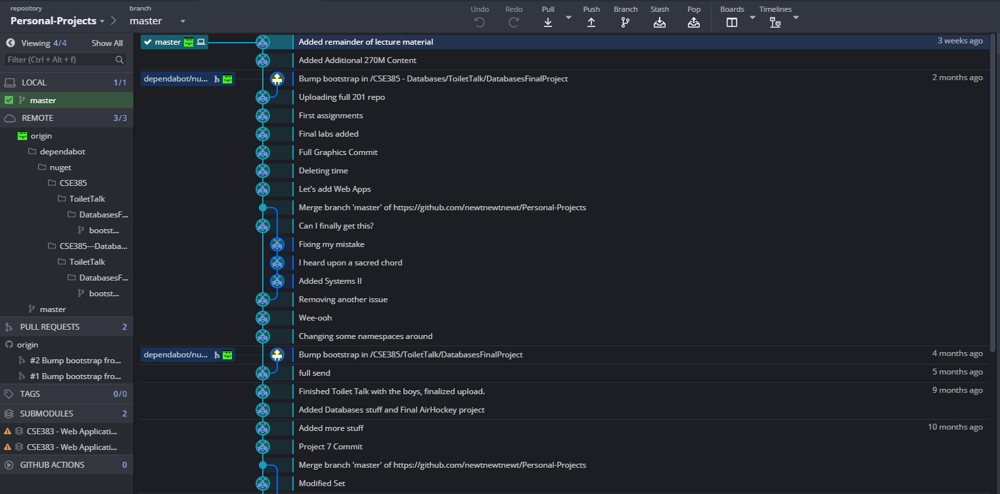 repository
Personal-Projects
branch
master
Undo
Redo
Pull
Push
Branch
Stash
Pop
Boards
Timelines
Viewing 4/4
Show All
Filter (Ctrl + Alt + f)
LOCAL 1/1
master
REMOTE 3/3
origin
dependabot
nuget
CSE385
ToiletTalk
DatabasesF...
bootst...
CSE385---Databa...
ToiletTalk
DatabasesF...
bootst...
master
PULL REQUESTS 2
origin
#2 Bump bootstrap fro...
#1 Bump bootstrap fro...
TAGS 0/0
SUBMODULES 2
CSE383 - Web Applicati...
CSE383 - Web Applicati...
GITHUB ACTIONS 0
master Added remainder of lecture material 3 weeks ago
Added Additional 270M Content
dependabot/nu... Bump bootstrap in /CSE385 - Databases/ToiletTalk/DatabasesFinalProject 2 months ago
Uploading full 201 repo
First assignments
Final labs added
Full Graphics Commit
Deleting time
Let's add Web Apps
Merge branch 'master' of https://github.com/newtnewtnewt/Personal-Projects
Can I finally get this?
Fixing my mistake
I heard upon a sacred chord
Added Systems II
Removing another issue
Wee-ooh
Changing some namespaces around
dependabot/nu... Bump bootstrap in /CSE385/ToiletTalk/DatabasesFinalProject 4 months ago
full send 5 months ago
Finished Toilet Talk with the boys, finalized upload. 9 months ago
Added Databases stuff and Final AirHockey project
Added more stuff 10 months ago
Project 7 Commit
Merge branch 'master' of https://github.com/newtnewtnewt/Personal-Projects
Modified Set